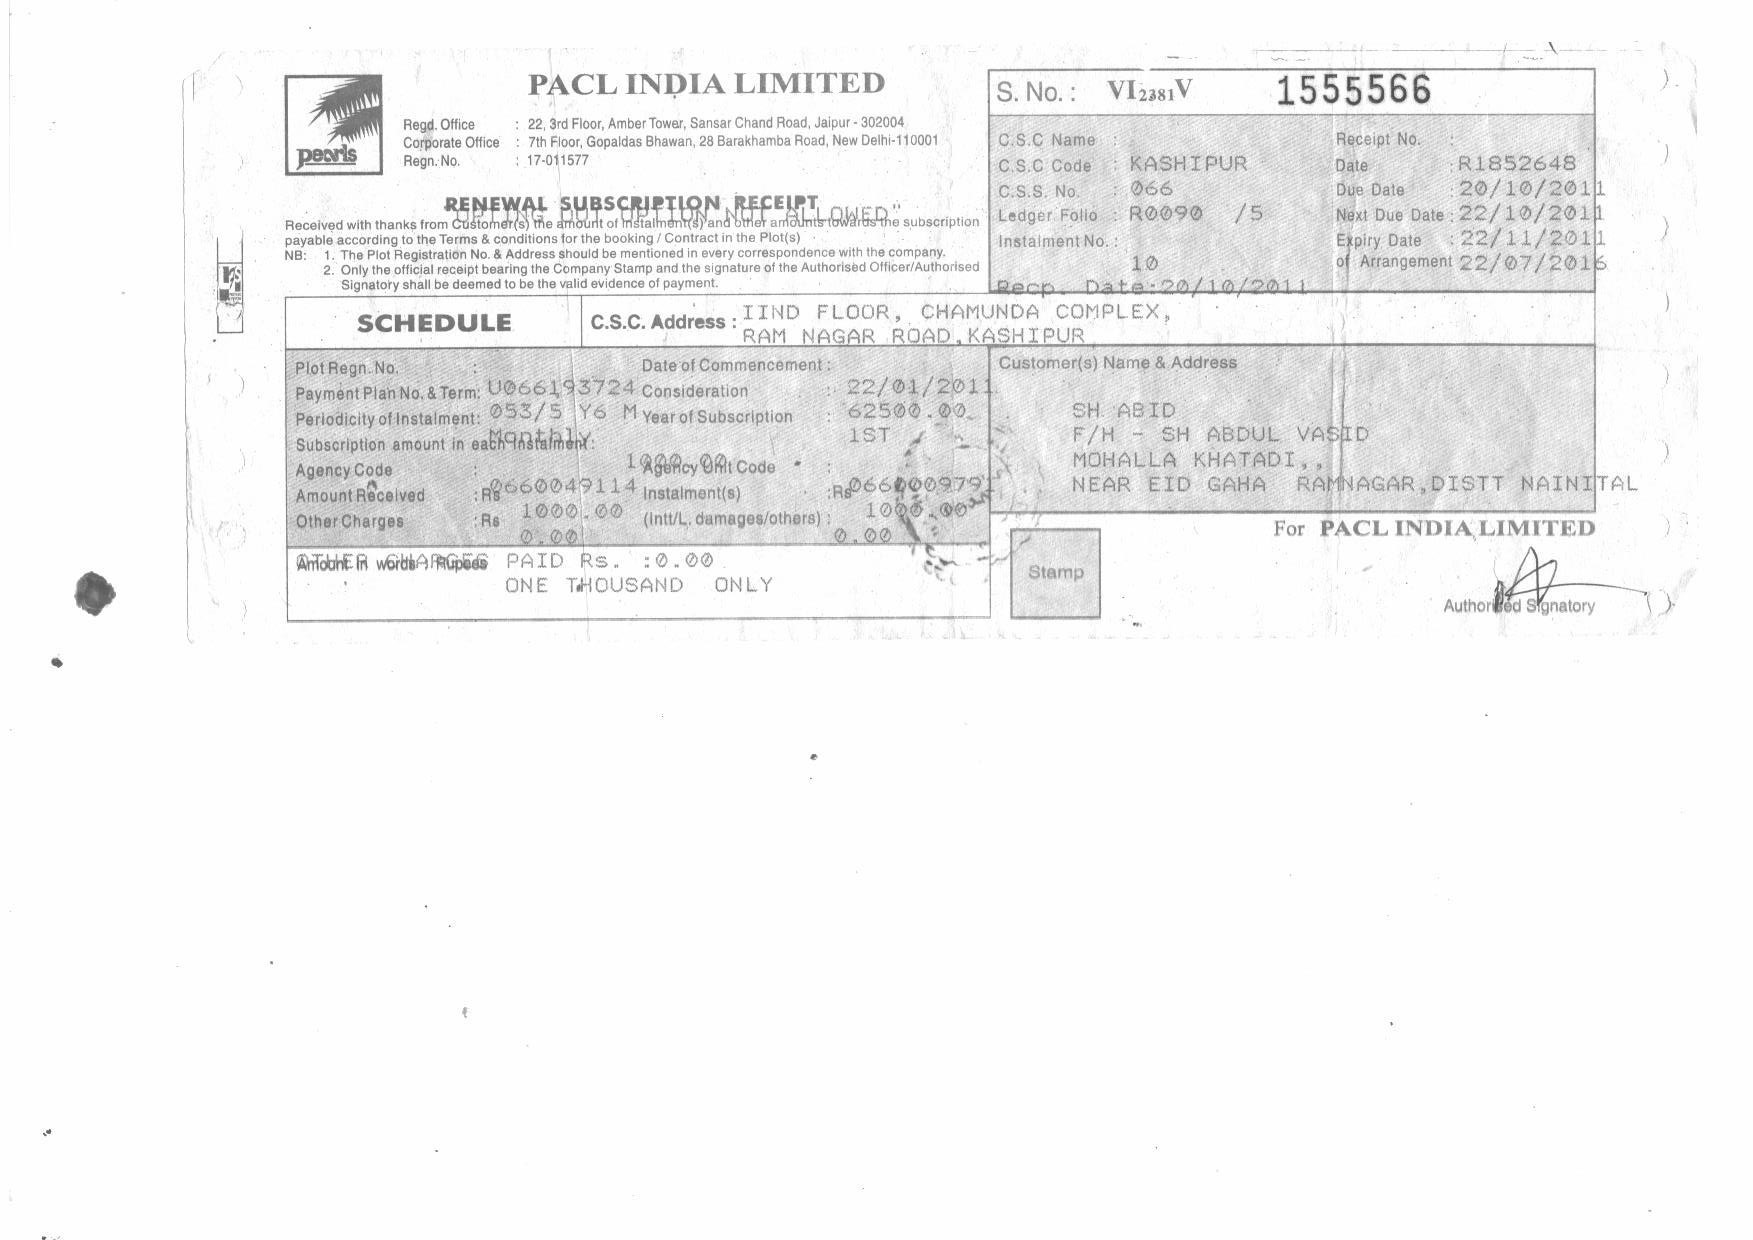 PACL INDIA LIMITED
pearls
Regd. Office : 22, 3rd Floor, Amber Tower, Sansar Chand Road, Jaipur - 302004
Corporate Office : 7th Floor, Gopaldas Bhawan, 28 Barakhamba Road, New Delhi-110001
Regn. No. : 17-011577
S. No. : VI2381V 1555566
RENEWAL SUBSCRIPTION RECEIPT
OPTING OUT OPTION NOT ALLOWED"
Received with thanks from Customer(s) the amount of instalment(s) and other amounts towards the subscription
payable according to the Terms & conditions for the booking / Contract in the Plot(s)
NB: 1. The Plot Registration No. & Address should be mentioned in every correspondence with the company.
2. Only the official receipt bearing the Company Stamp and the signature of the Authorised Officer/Authorised
Signatory shall be deemed to be the valid evidence of payment.
C.S.C Name : Receipt No. :
C.S.C Code : KASHIPUR Date : R1852648
C.S.S. No. : 066 Due Date : 20/10/2011
Ledger Folio : R0090 /5 Next Due Date : 22/10/2011
Instalment No. : Expiry Date : 22/11/2011
10 of Arrangement 22/07/2016
Recp. Date:20/10/2011
SCHEDULE
C.S.C. Address : IIND FLOOR, CHAMUNDA COMPLEX,
RAM NAGAR ROAD,KASHIPUR
Plot Regn. No. : Date of Commencement :
Payment Plan No. & Term: U066193724 Consideration : 22/01/2011
Periodicity of Instalment: 053/5 Y6 M Year of Subscription : 62500.00
Subscription amount in each instalment: Monthly 1ST
Agency Code : 1000.00 Agency Unit Code :
Amount Received :Rs 0660049114 Instalment(s) :Rs 066000979
Other Charges :Rs 1000.00 (Intt/L. damages/others) : 1000.00
0.00 0.00
Amount in words : Rupees
OTHER CHARGES PAID Rs. :0.00
ONE THOUSAND ONLY
Customer(s) Name & Address
SH. ABID
F/H - SH ABDUL VASID
MOHALLA KHATADI,,
NEAR EID GAHA RAMNAGAR,DISTT NAINITAL
For PACL INDIA LIMITED
Stamp
Authorised Signatory